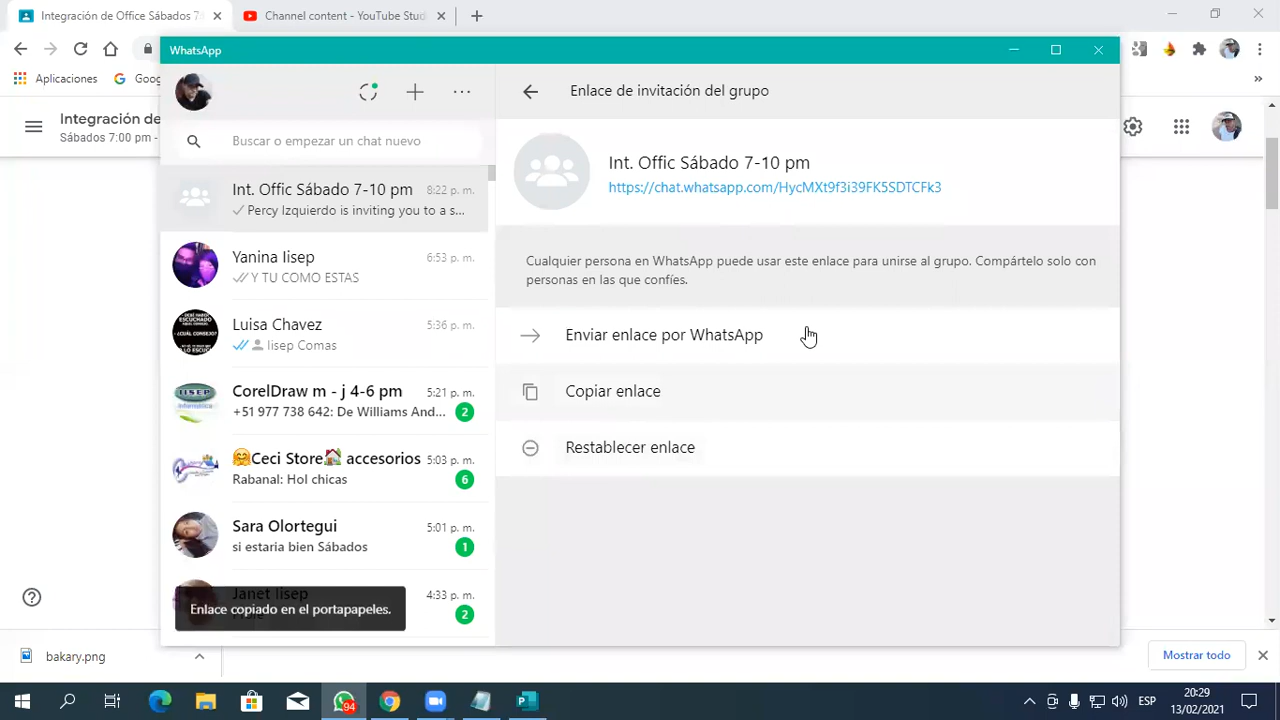 Integración de Office Sábados 7
Channel content - YouTube Stud
Aplicaciones
Goog
»
Integración de
Sábados 7:00 pm -
WhatsApp
Buscar o empezar un chat nuevo
Int. Offic Sábado 7-10 pm 8:22 p. m.
Percy Izquierdo is inviting you to a s...
Yanina Iisep 6:53 p. m.
Y TU COMO ESTAS
Luisa Chavez 5:36 p. m.
Iisep Comas
CorelDraw m - j 4-6 pm 5:21 p. m.
+51 977 738 642: De Williams And... 2
🤗Ceci Store🏠 accesorios 5:03 p. m.
Rabanal: Hol chicas 6
Sara Olortegui 5:01 p. m.
si estaria bien Sábados 1
Janet Iisep 4:33 p. m.
2
Enlace copiado en el portapapeles.
Enlace de invitación del grupo
Int. Offic Sábado 7-10 pm
https://chat.whatsapp.com/HycMXt9f3i39FK5SDTCFk3
Cualquier persona en WhatsApp puede usar este enlace para unirse al grupo. Compártelo solo con
personas en las que confíes.
Enviar enlace por WhatsApp
Copiar enlace
Restablecer enlace
bakary.png
Mostrar todo
94
ESP
20:29
13/02/2021